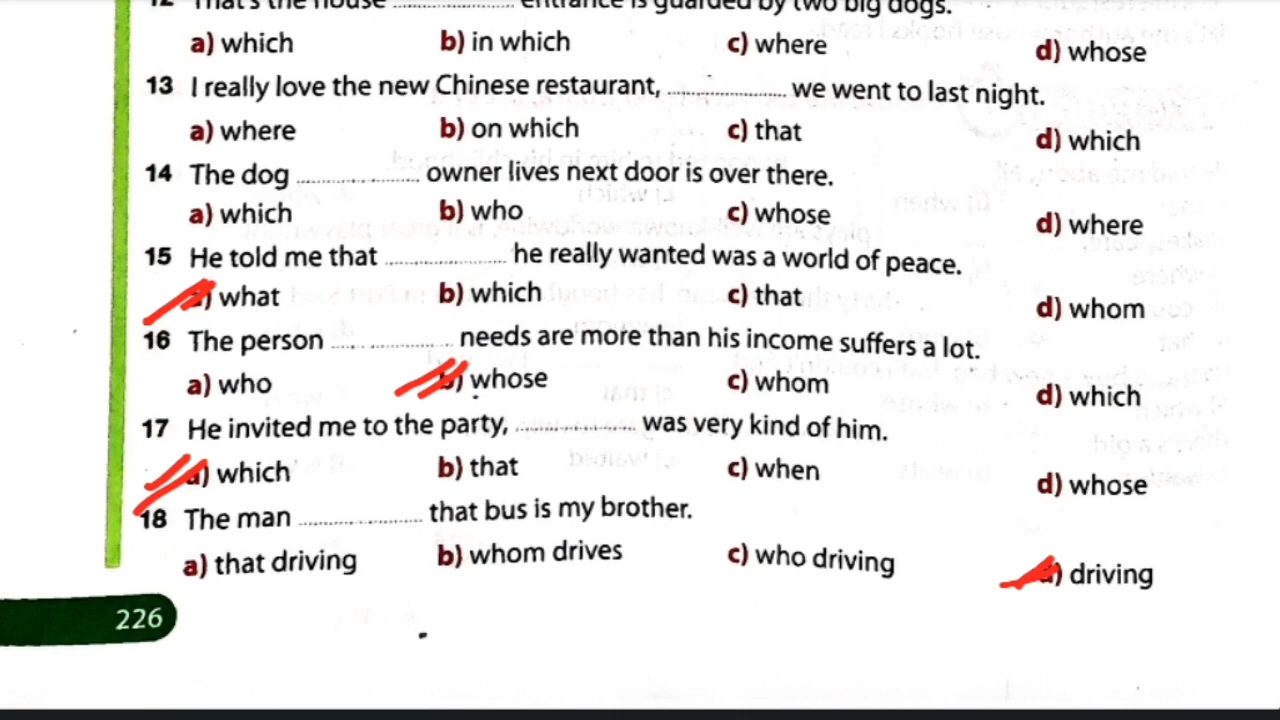 12 That's the house ................ entrance is guarded by two big dogs.
a) which b) in which c) where d) whose
13 I really love the new Chinese restaurant, ................ we went to last night.
a) where b) on which c) that d) which
14 The dog ................ owner lives next door is over there.
a) which b) who c) whose d) where
15 He told me that ................ he really wanted was a world of peace.
a) what b) which c) that d) whom
16 The person ................ needs are more than his income suffers a lot.
a) who b) whose c) whom d) which
17 He invited me to the party, ................ was very kind of him.
a) which b) that c) when d) whose
18 The man ................ that bus is my brother.
a) that driving b) whom drives c) who driving d) driving
226